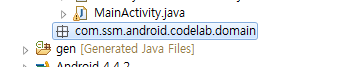 MainActivity.java
com.ssm.android.codelab.domain
gen [Generated Java Files]
Android 4.4.2